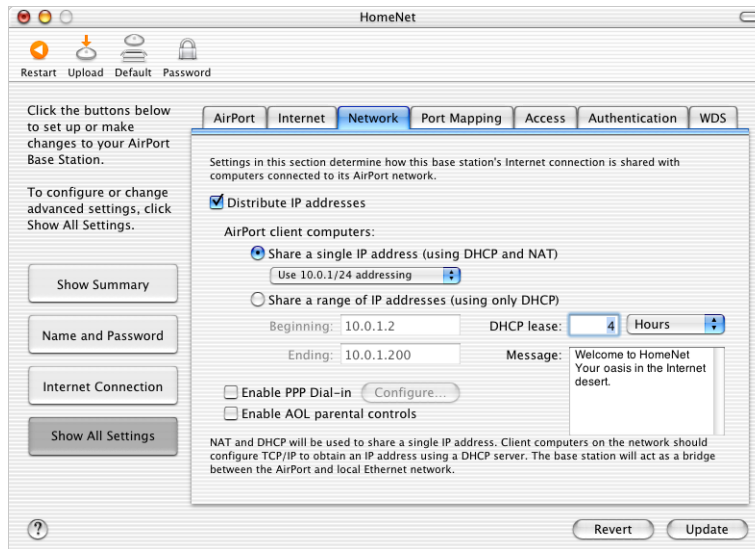 HomeNet
Restart Upload Default Password
Click the buttons below
to set up or make
changes to your AirPort
Base Station.
To configure or change
advanced settings, click
Show All Settings.
Show Summary
Name and Password
Internet Connection
Show All Settings
AirPort Internet Network Port Mapping Access Authentication WDS
Settings in this section determine how this base station's Internet connection is shared with
computers connected to its AirPort network.
Distribute IP addresses
AirPort client computers:
Share a single IP address (using DHCP and NAT)
Use 10.0.1/24 addressing
Share a range of IP addresses (using only DHCP)
Beginning: 10.0.1.2
Ending: 10.0.1.200
DHCP lease: 4 Hours
Message: Welcome to HomeNet
Your oasis in the Internet
desert.
Enable PPP Dial-in Configure...
Enable AOL parental controls
NAT and DHCP will be used to share a single IP address. Client computers on the network should
configure TCP/IP to obtain an IP address using a DHCP server. The base station will act as a bridge
between the AirPort and local Ethernet network.
? Revert Update